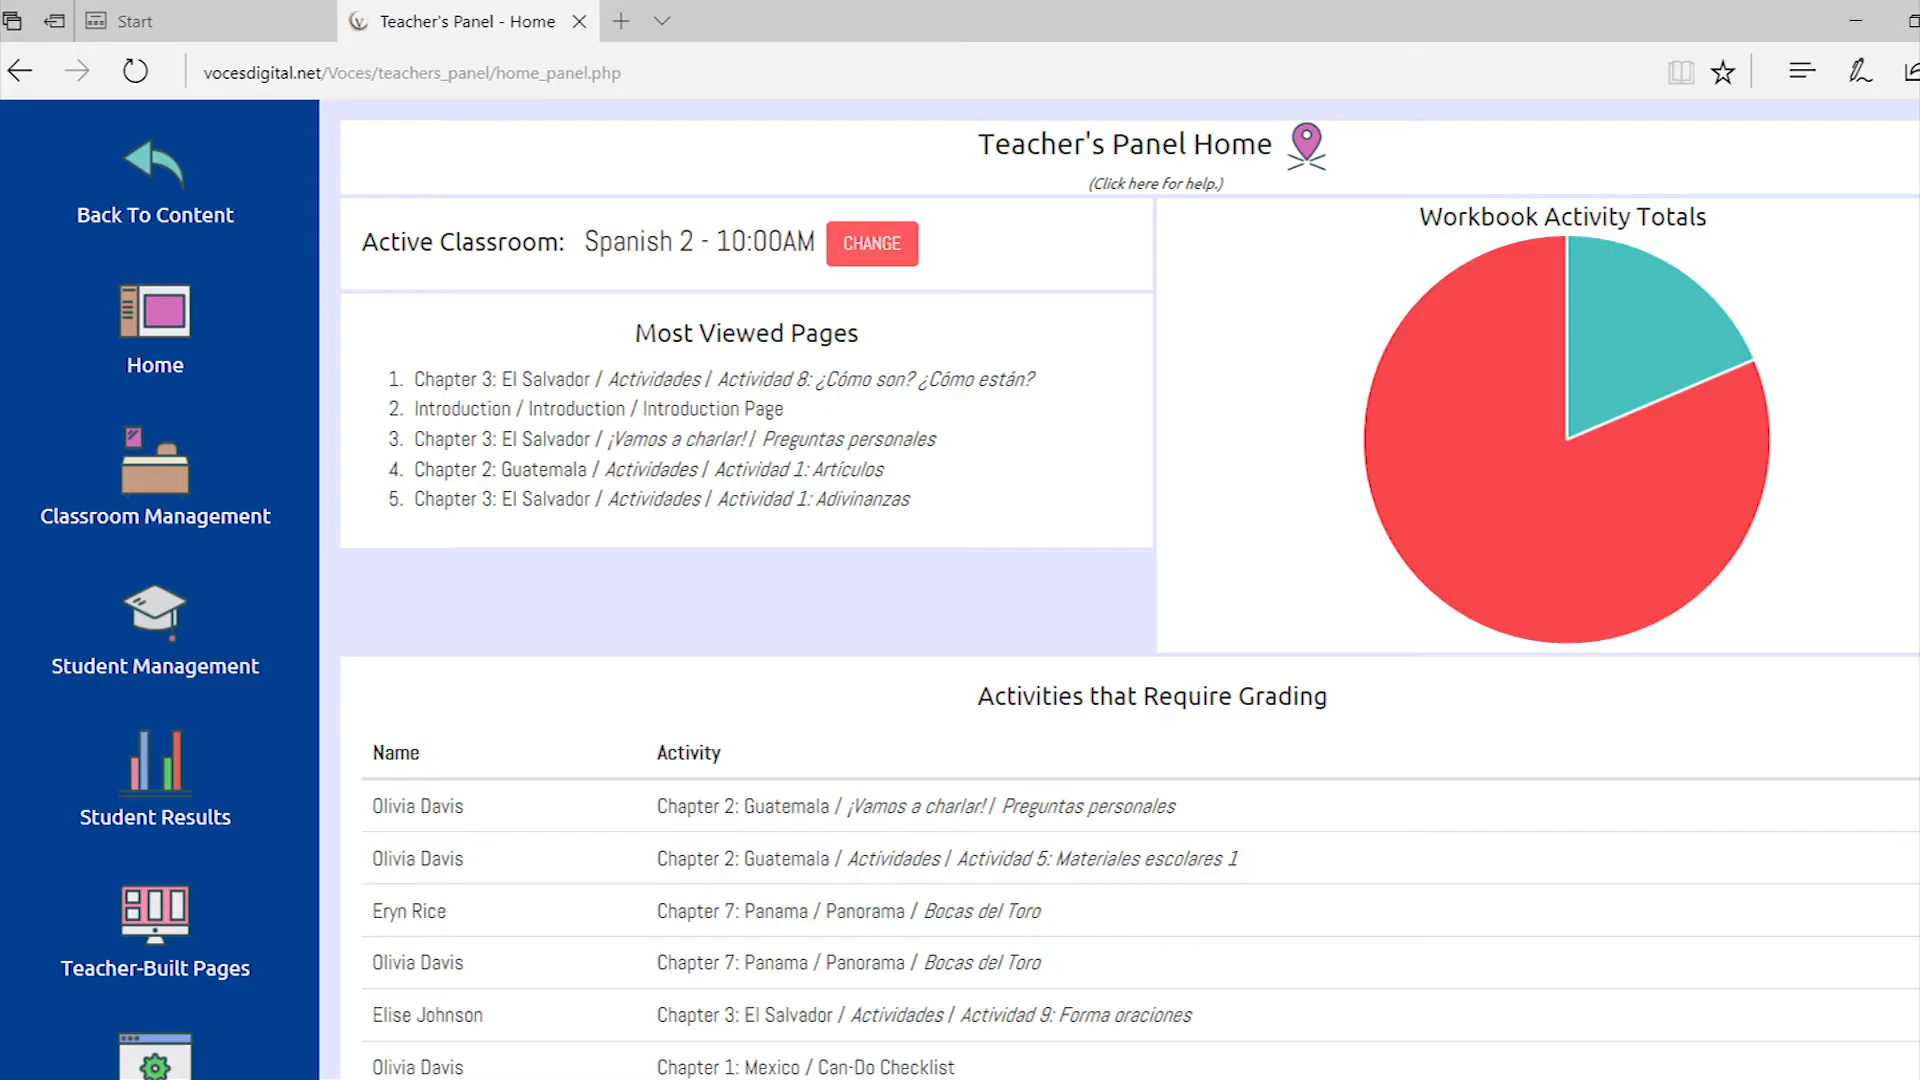 Start
Teacher's Panel - Home
vocesdigital.net/Voces/teachers_panel/home_panel.php
Back To Content
Home
Classroom Management
Student Management
Student Results
Teacher-Built Pages
Teacher's Panel Home
(Click here for help.)
Active Classroom: Spanish 2 - 10:00AM CHANGE
Most Viewed Pages
1. Chapter 3: El Salvador / Actividades / Actividad 8: ¿Cómo son? ¿Cómo están?
2. Introduction / Introduction / Introduction Page
3. Chapter 3: El Salvador / ¡Vamos a charlar! / Preguntas personales
4. Chapter 2: Guatemala / Actividades / Actividad 1: Artículos
5. Chapter 3: El Salvador / Actividades / Actividad 1: Adivinanzas
Workbook Activity Totals
Activities that Require Grading
Name Activity
Olivia Davis Chapter 2: Guatemala / ¡Vamos a charlar! / Preguntas personales
Olivia Davis Chapter 2: Guatemala / Actividades / Actividad 5: Materiales escolares 1
Eryn Rice Chapter 7: Panama / Panorama / Bocas del Toro
Olivia Davis Chapter 7: Panama / Panorama / Bocas del Toro
Elise Johnson Chapter 3: El Salvador / Actividades / Actividad 9: Forma oraciones
Olivia Davis Chapter 1: Mexico / Can-Do Checklist